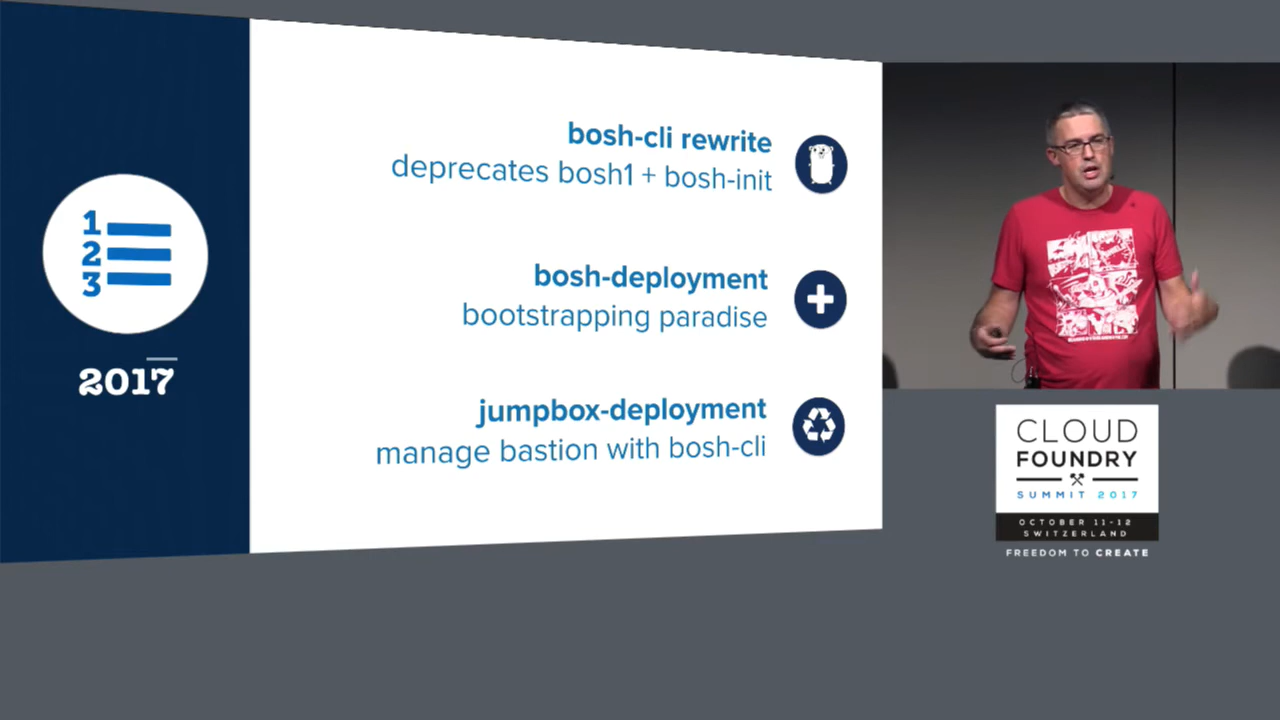 1
2
3
2017
bosh-cli rewrite
deprecates bosh1 + bosh-init
bosh-deployment
bootstrapping paradise
jumpbox-deployment
manage bastion with bosh-cli
CLOUD
FOUNDRY
SUMMIT 2017
OCTOBER 11-12
SWITZERLAND
FREEDOM TO CREATE